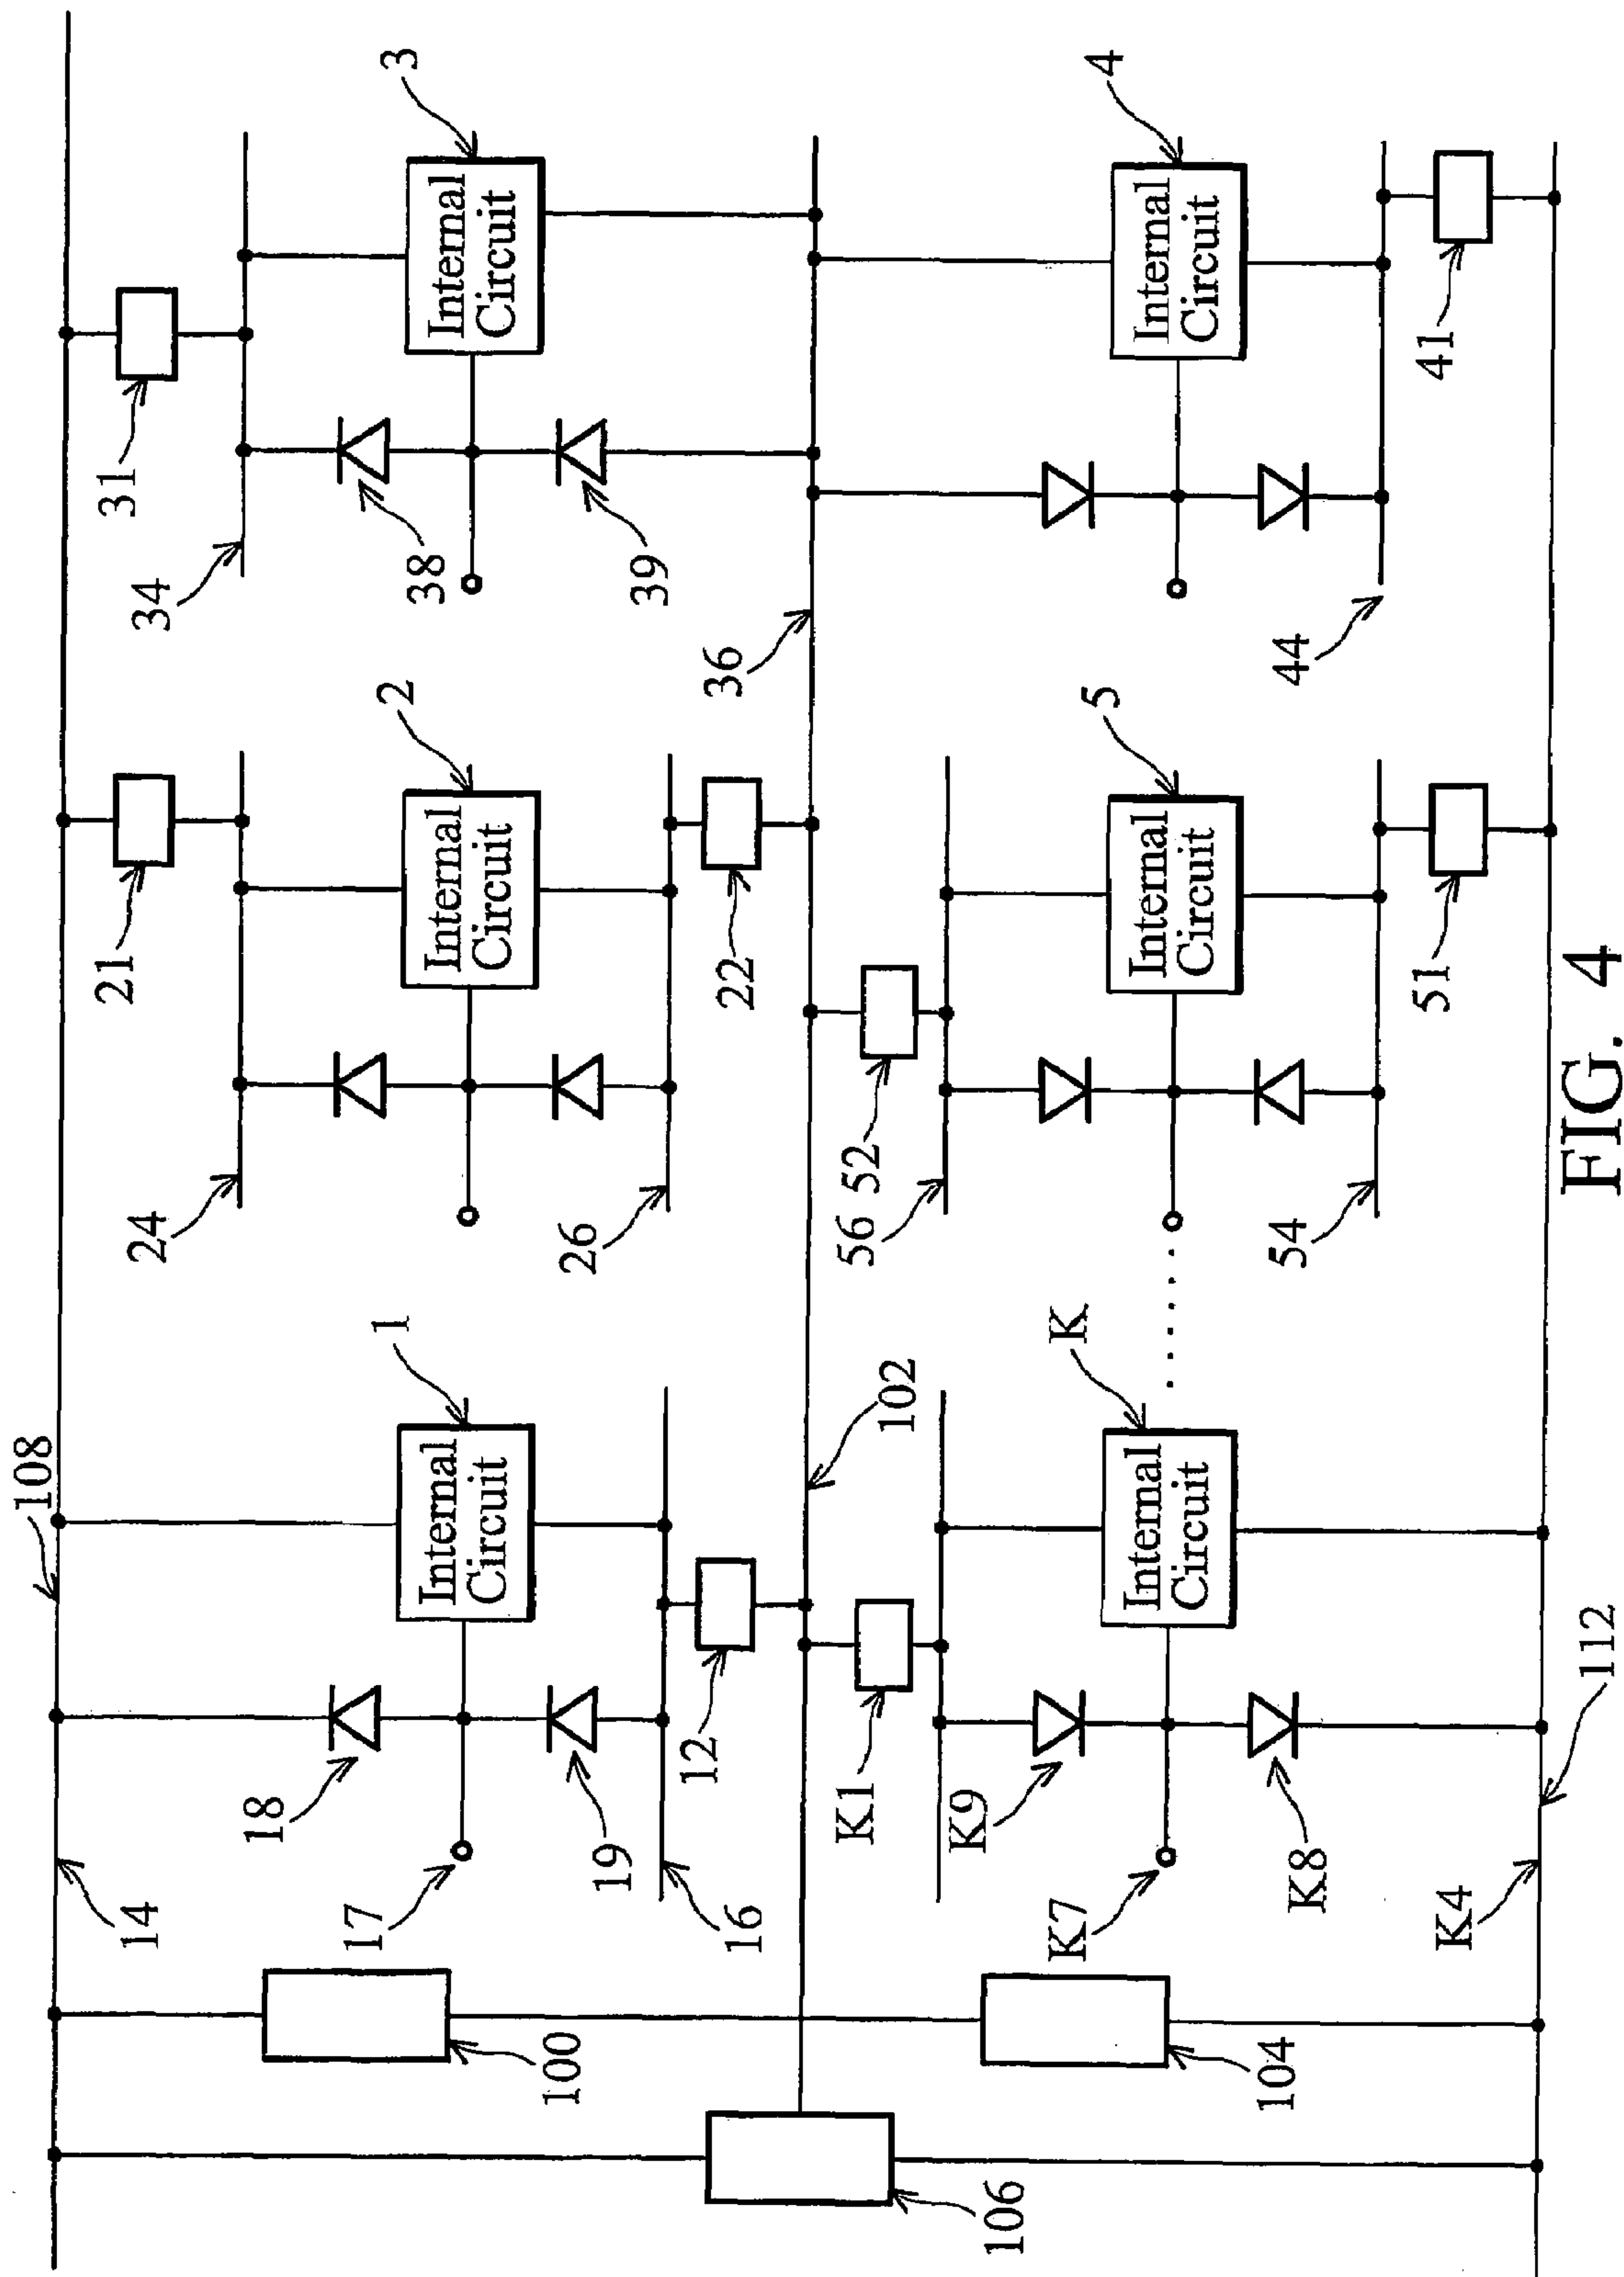 108
14
18
17
19
16
12
1
Internal
Circuit
21
24
2
Internal
Circuit
26
22
31
34
38
39
3
Internal
Circuit
36
102
100
104
106
K1
K9
K7
K8
K4
K
Internal
Circuit
......
112
52
56
5
Internal
Circuit
54
51
4
Internal
Circuit
44
41
FIG. 4